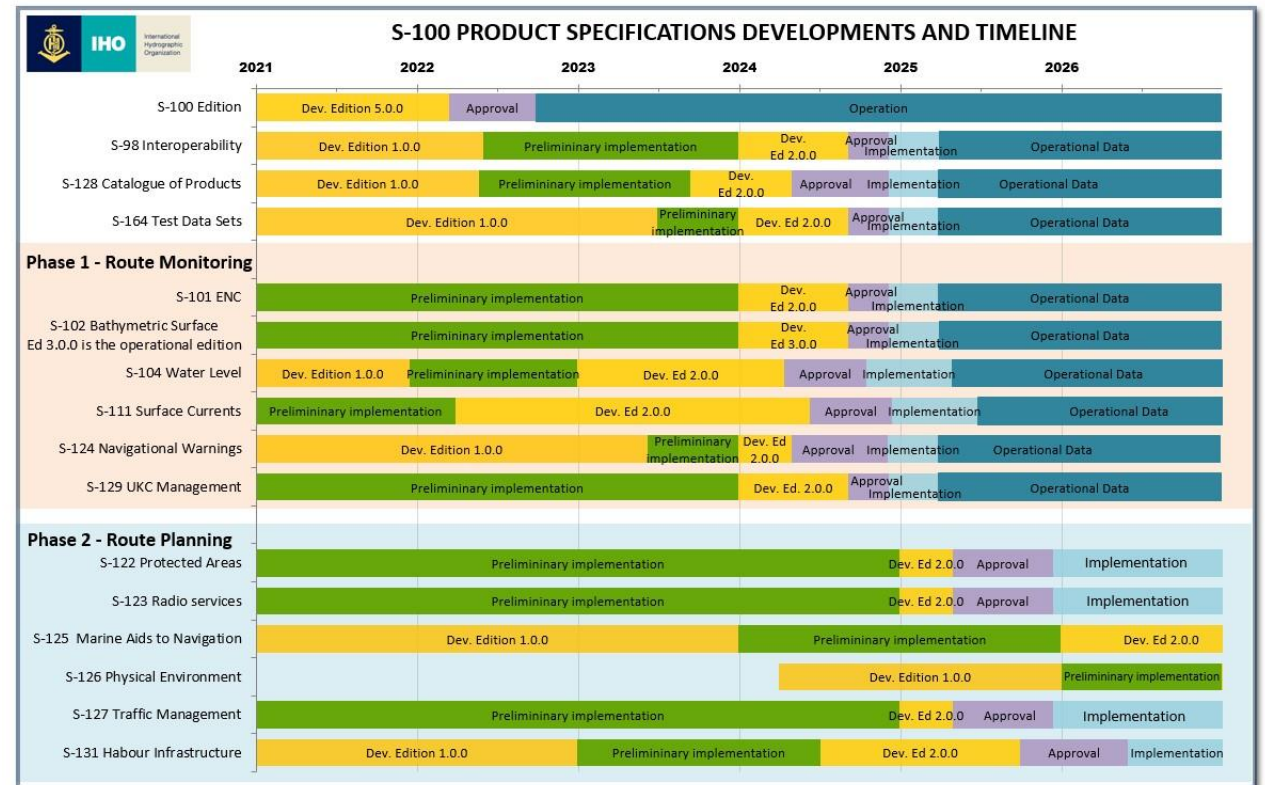 IHO
International
Hydrographic
Organization
S-100 PRODUCT SPECIFICATIONS DEVELOPMENTS AND TIMELINE
2021 2022 2023 2024 2025 2026
S-100 Edition Dev. Edition 5.0.0 Approval Operation
S-98 Interoperability Dev. Edition 1.0.0 Prelimininary implementation Dev. Ed 2.0.0 Approval Implementation Operational Data
S-128 Catalogue of Products Dev. Edition 1.0.0 Prelimininary implementation Dev. Ed 2.0.0 Approval Implementation Operational Data
S-164 Test Data Sets Dev. Edition 1.0.0 Prelimininary implementation Dev. Ed 2.0.0 Approval Implementation Operational Data
Phase 1 - Route Monitoring
S-101 ENC Prelimininary implementation Dev. Ed 2.0.0 Approval Implementation Operational Data
S-102 Bathymetric Surface
Ed 3.0.0 is the operational edition Prelimininary implementation Dev. Ed 3.0.0 Approval Implementation Operational Data
S-104 Water Level Dev. Edition 1.0.0 Prelimininary implementation Dev. Ed 2.0.0 Approval Implementation Operational Data
S-111 Surface Currents Prelimininary implementation Dev. Ed 2.0.0 Approval Implementation Operational Data
S-124 Navigational Warnings Dev. Edition 1.0.0 Prelimininary implementation Dev. Ed 2.0.0 Approval Implementation Operational Data
S-129 UKC Management Prelimininary implementation Dev. Ed. 2.0.0 Approval Implementation Operational Data
Phase 2 - Route Planning
S-122 Protected Areas Prelimininary implementation Dev. Ed 2.0.0 Approval Implementation
S-123 Radio services Prelimininary implementation Dev. Ed 2.0.0 Approval Implementation
S-125 Marine Aids to Navigation Dev. Edition 1.0.0 Prelimininary implementation Dev. Ed 2.0.0
S-126 Physical Environment Dev. Edition 1.0.0 Prelimininary implementation
S-127 Traffic Management Prelimininary implementation Dev. Ed 2.0.0 Approval Implementation
S-131 Habour Infrastructure Dev. Edition 1.0.0 Prelimininary implementation Dev. Ed 2.0.0 Approval Implementation